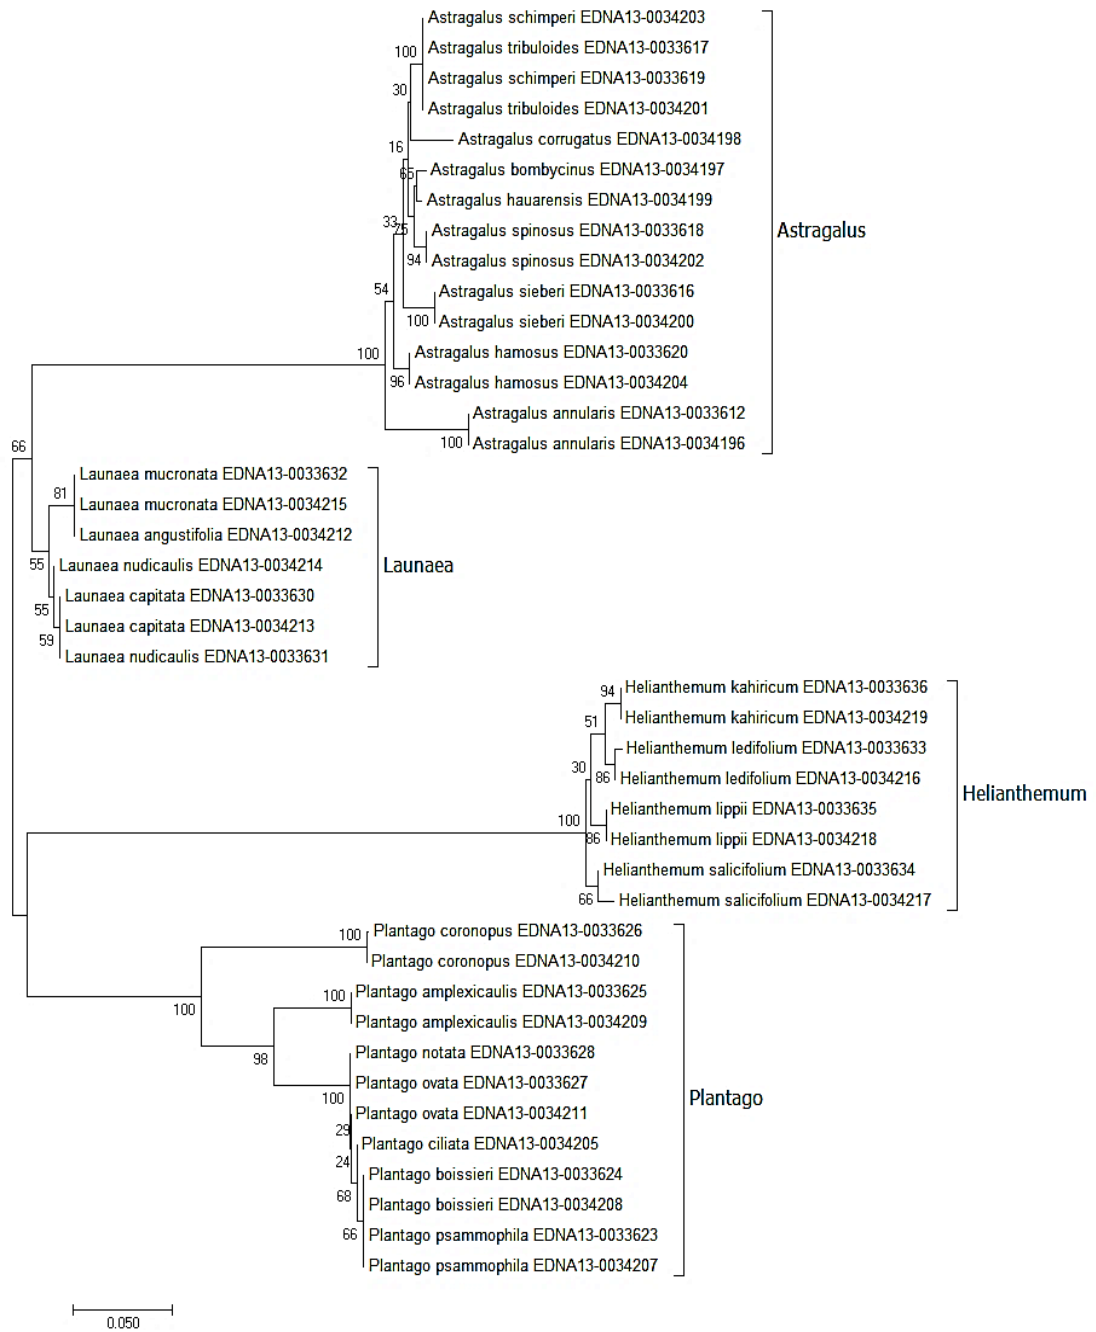 Astragalus schimperi EDNA13-0034203
Astragalus tribuloides EDNA13-0033617
100
Astragalus schimperi EDNA13-0033619
30
Astragalus tribuloides EDNA13-0034201
Astragalus corrugatus EDNA13-0034198
16
Astragalus bombycinus EDNA13-0034197
65
Astragalus hauarensis EDNA13-0034199
33
75
Astragalus spinosus EDNA13-0033618
Astragalus
Astragalus spinosus EDNA13-0034202
94
54
Astragalus sieberi EDNA13-0033616
Astragalus sieberi EDNA13-0034200
100
Astragalus hamosus EDNA13-0033620
100
Astragalus hamosus EDNA13-0034204
96
Astragalus annularis EDNA13-0033612
Astragalus annularis EDNA13-0034196
100
66
Launaea mucronata EDNA13-0033632
81
Launaea mucronata EDNA13-0034215
Launaea angustifolia EDNA13-0034212
55
Launaea nudicaulis EDNA13-0034214
Launaea
Launaea capitata EDNA13-0033630
55
Launaea capitata EDNA13-0034213
59
Launaea nudicaulis EDNA13-0033631
Helianthemum kahiricum EDNA13-0033636
94
Helianthemum kahiricum EDNA13-0034219
51
Helianthemum ledifolium EDNA13-0033633
30
Helianthemum ledifolium EDNA13-0034216
86
Helianthemum
Helianthemum lippii EDNA13-0033635
100
Helianthemum lippii EDNA13-0034218
86
Helianthemum salicifolium EDNA13-0033634
Helianthemum salicifolium EDNA13-0034217
66
Plantago coronopus EDNA13-0033626
100
Plantago coronopus EDNA13-0034210
Plantago amplexicaulis EDNA13-0033625
100
100
Plantago amplexicaulis EDNA13-0034209
98
Plantago notata EDNA13-0033628
Plantago ovata EDNA13-0033627
100
Plantago
Plantago ovata EDNA13-0034211
29
Plantago ciliata EDNA13-0034205
24
Plantago boissieri EDNA13-0033624
68
Plantago boissieri EDNA13-0034208
66
Plantago psammophila EDNA13-0033623
Plantago psammophila EDNA13-0034207
0.050